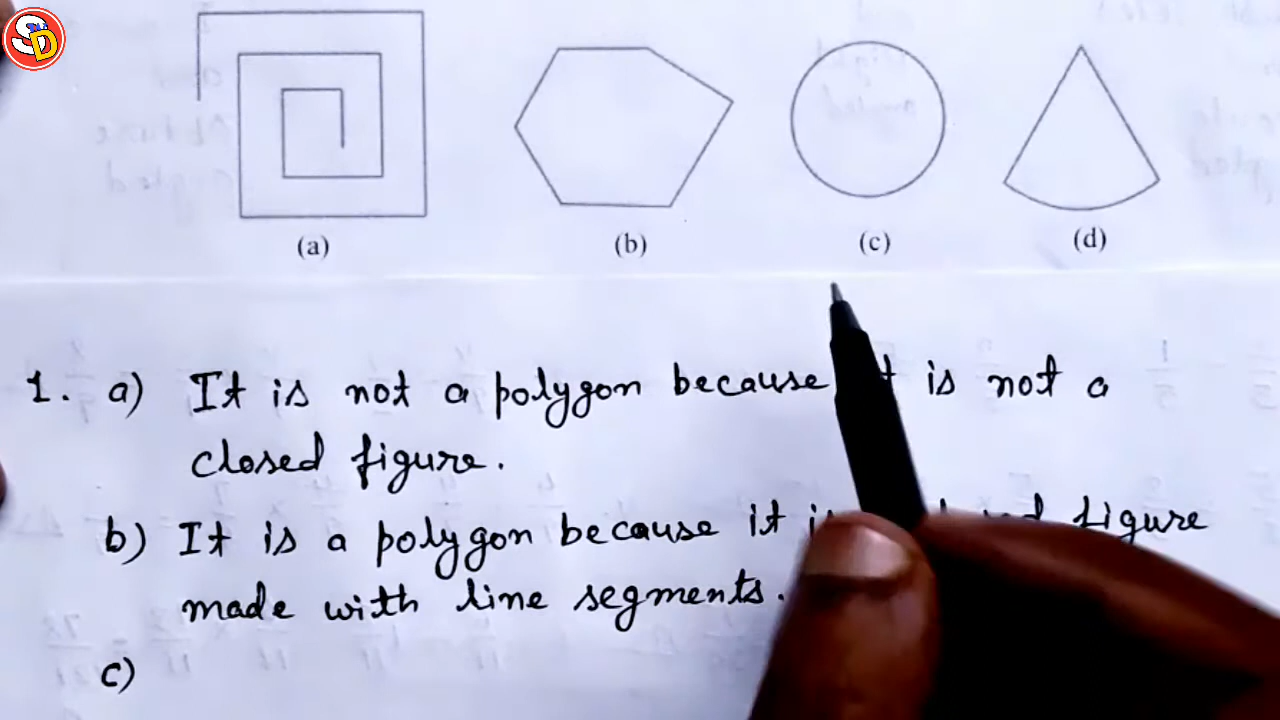 SD
(a) (b) (c) (d)
1. a) It is not a polygon because is not a
closed figure.
b) It is a polygon because it figure
made with line segments.
c)